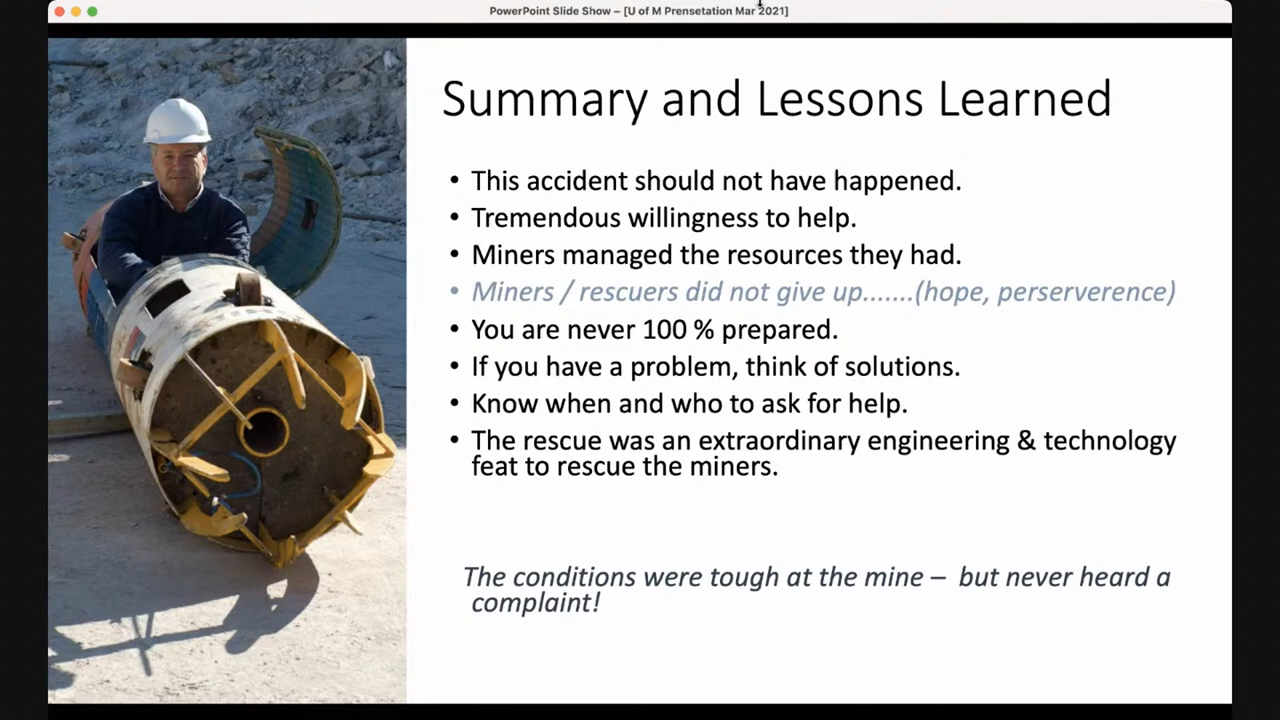 PowerPoint Slide Show – [U of M Prensetation Mar 2021]
Summary and Lessons Learned
• This accident should not have happened.
• Tremendous willingness to help.
• Miners managed the resources they had.
• Miners / rescuers did not give up.......(hope, perserverence)
• You are never 100 % prepared.
• If you have a problem, think of solutions.
• Know when and who to ask for help.
• The rescue was an extraordinary engineering & technology
feat to rescue the miners.
The conditions were tough at the mine – but never heard a
complaint!